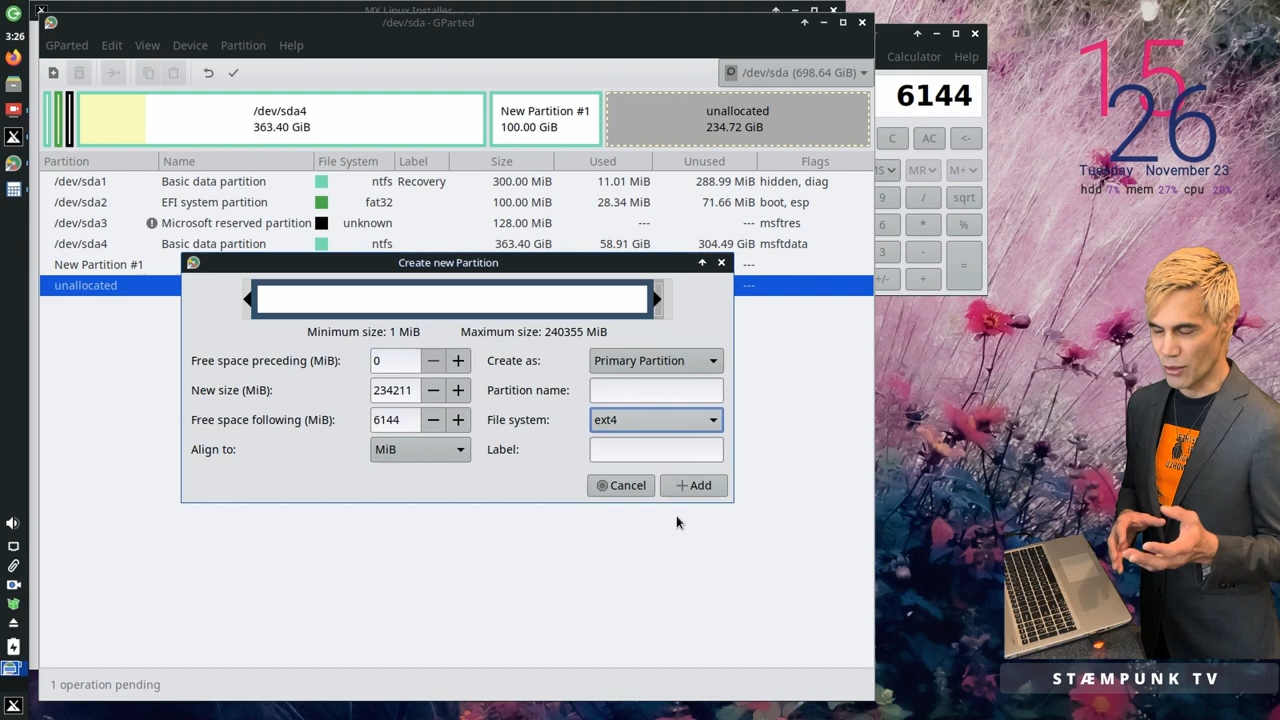 MX Linux Installer
/dev/sda - GParted
3:26
GParted Edit View Device Partition Help
/dev/sda (698.64 GiB)
/dev/sda4
363.40 GiB
New Partition #1
100.00 GiB
unallocated
234.72 GiB
Partition Name File System Label Size Used Unused Flags
/dev/sda1 Basic data partition ntfs Recovery 300.00 MiB 11.01 MiB 288.99 MiB hidden, diag
/dev/sda2 EFI system partition fat32 100.00 MiB 28.34 MiB 71.66 MiB boot, esp
/dev/sda3 Microsoft reserved partition unknown 128.00 MiB --- --- msftres
/dev/sda4 Basic data partition ntfs 363.40 GiB 58.91 GiB 304.49 GiB msftdata
New Partition #1 ---
unallocated ---
Create new Partition
Minimum size: 1 MiB Maximum size: 240355 MiB
Free space preceding (MiB): 0 Create as: Primary Partition
New size (MiB): 234211 Partition name:
Free space following (MiB): 6144 File system: ext4
Align to: MiB Label:
Cancel Add
1 operation pending
Calculator Help
6144
C AC <-
MS MR M+
9 / sqrt
6 * %
3 - =
+/- +
15
26
Tuesday November 23
hdd 7% mem 27% cpu 20%
STÆMPUNK TV